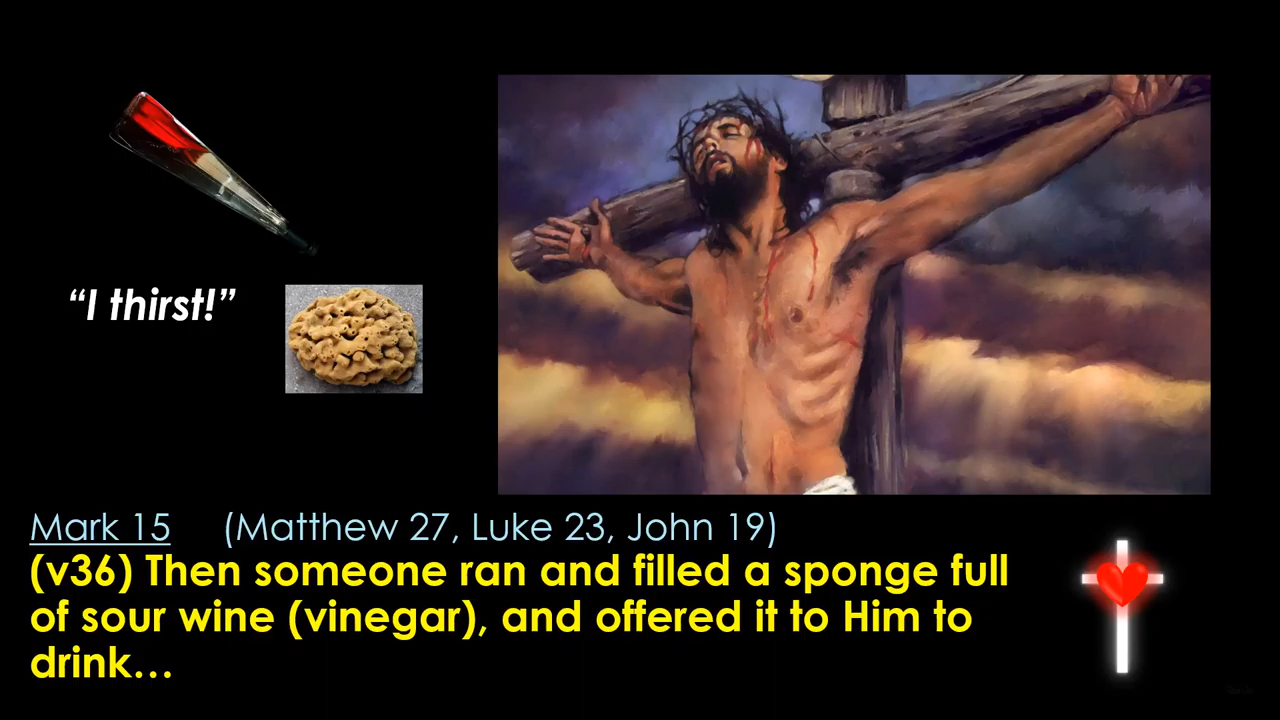 “I thirst!”
Mark 15 (Matthew 27, Luke 23, John 19)
(v36) Then someone ran and filled a sponge full
of sour wine (vinegar), and offered it to Him to
drink…